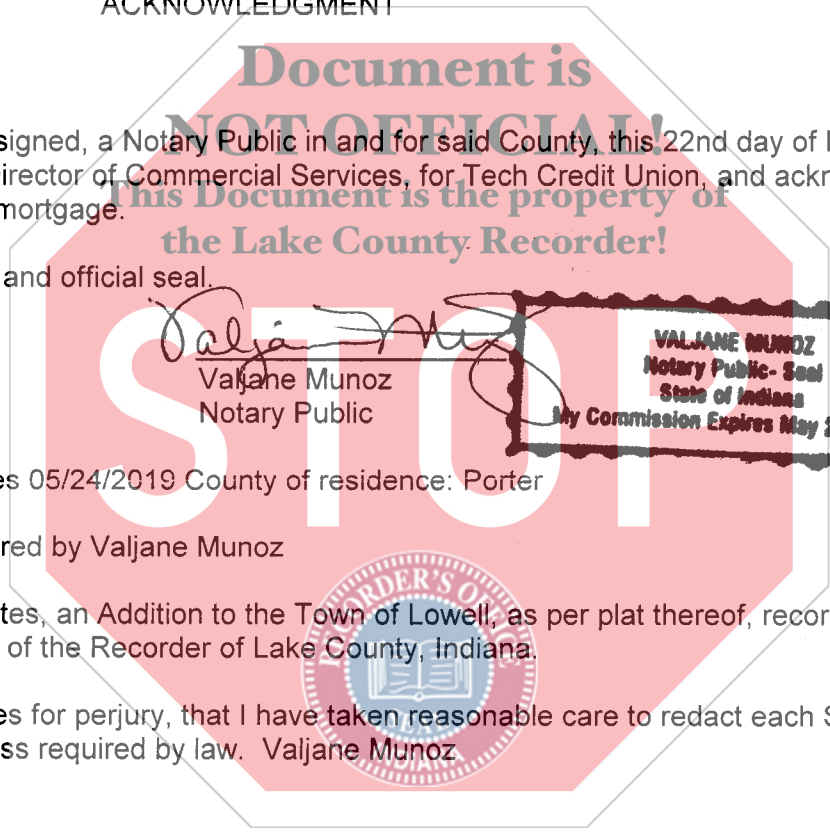 ACKNOWLEDGMENT
Document is
NOT OFFICIAL!
signed, a Notary Public in and for said County, this 22nd day of
irector of Commercial Services, for Tech Credit Union, and ackr
This Document is the property of
mortgage.
the Lake County Recorder!
and official seal.
Valjane Munoz
VALJANE MUNOZ
Notary Public- Seal
State of Indiana
My Commission Expires May 2
Valjane Munoz
Notary Public
STOP
es 05/24/2019 County of residence: Porter
red by Valjane Munoz
RECORDER'S OFFICE
tes, an Addition to the Town of Lowell, as per plat thereof, recor
of the Recorder of Lake County, Indiana.
es for perjury, that I have taken reasonable care to redact each S
ss required by law. Valjane Munoz
INDIANA